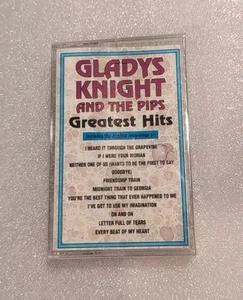 GLADYS
KNIGHT
AND THE PIPS
Greatest Hits
I HEARD IT THROUGH THE GRAPEVINE
IF I WERE YOUR WOMAN
NEITHER ONE OF US (WANTS TO BE THE FIRST TO SAY
GOODBYE)
FRIENDSHIP TRAIN
MIDNIGHT TRAIN TO GEORGIA
YOU'RE THE BEST THING THAT EVER HAPPENED TO ME
I'VE GOT TO USE MY IMAGINATION
ON AND ON
LETTER FULL OF TEARS
EVERY BEAT OF MY HEART